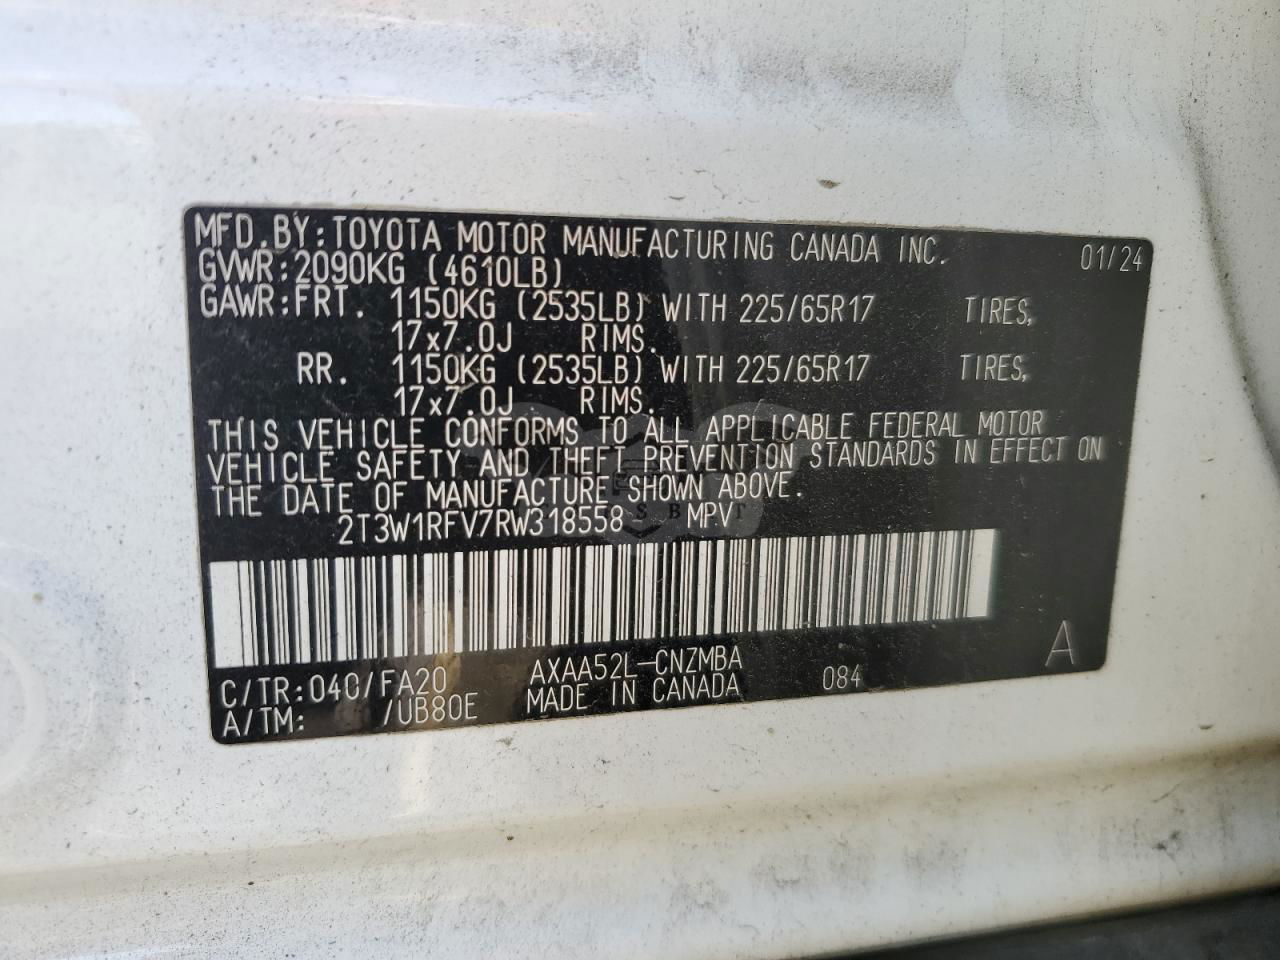 MFD.BY:TOYOTA MOTOR MANUFACTURING CANADA INC. 01/24
GVWR:2090KG (4610LB)
GAWR:FRT. 1150KG (2535LB) WITH 225/65R17 TIRES,
17x7.0J RIMS.
RR. 1150KG (2535LB) WITH 225/65R17 TIRES,
17x7.0J RIMS.
THIS VEHICLE CONFORMS TO ALL APPLICABLE FEDERAL MOTOR
VEHICLE SAFETY AND THEFT PREVENTION STANDARDS IN EFFECT ON
THE DATE OF MANUFACTURE SHOWN ABOVE.
2T3W1RFV7RW318558 MPV
C/TR:040/FA20 AXAA52L-CNZMBA 084 A
A/TM: /UB80E MADE IN CANADA